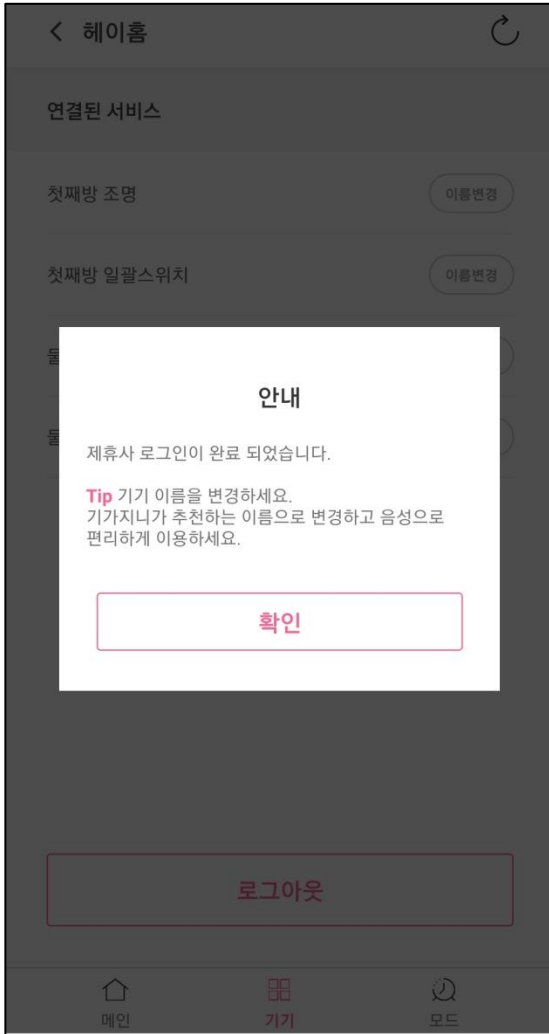 헤이홈
연결된 서비스
첫째방 조명
이름변경
첫째방 일괄스위치
이름변경
안내
제휴사 로그인이 완료 되었습니다.
Tip 기기 이름을 변경하세요.
기가지니가 추천하는 이름으로 변경하고 음성으로
편리하게 이용하세요.
확인
로그아웃
메인
기기
모드